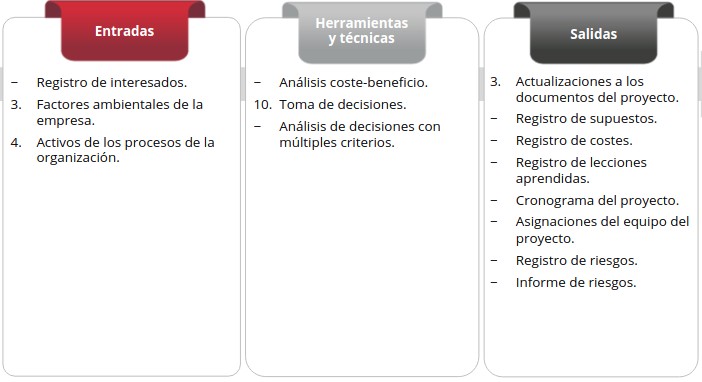 Entradas
– Registro de interesados.
3. Factores ambientales de la
empresa.
4. Activos de los procesos de la
organización.
Herramientas
y técnicas
– Análisis coste-beneficio.
10. Toma de decisiones.
– Análisis de decisiones con
múltiples criterios.
Salidas
3. Actualizaciones a los
documentos del proyecto.
– Registro de supuestos.
– Registro de costes.
– Registro de lecciones
aprendidas.
– Cronograma del proyecto.
– Asignaciones del equipo del
proyecto.
– Registro de riesgos.
– Informe de riesgos.